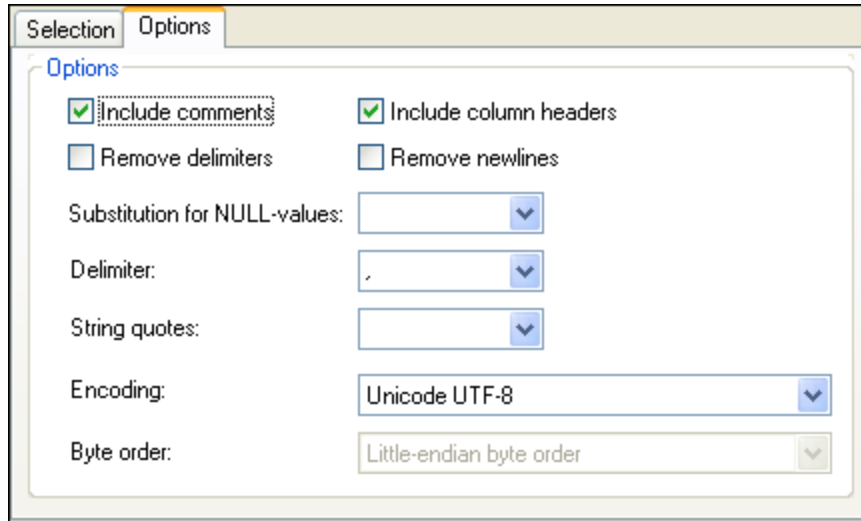 Selection Options
Options
Include comments Include column headers
Remove delimiters Remove newlines
Substitution for NULL-values:
Delimiter: ,
String quotes:
Encoding: Unicode UTF-8
Byte order: Little-endian byte order